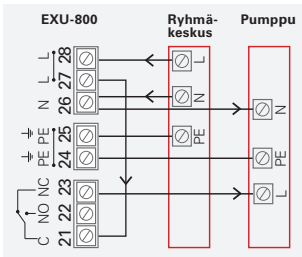 EXU-800
Ryhmä-
keskus
Pumppu
L 28
L 27
N 26
PE 25
PE 24
NC 23
NO 22
C 21
L
N
PE
N
PE
L